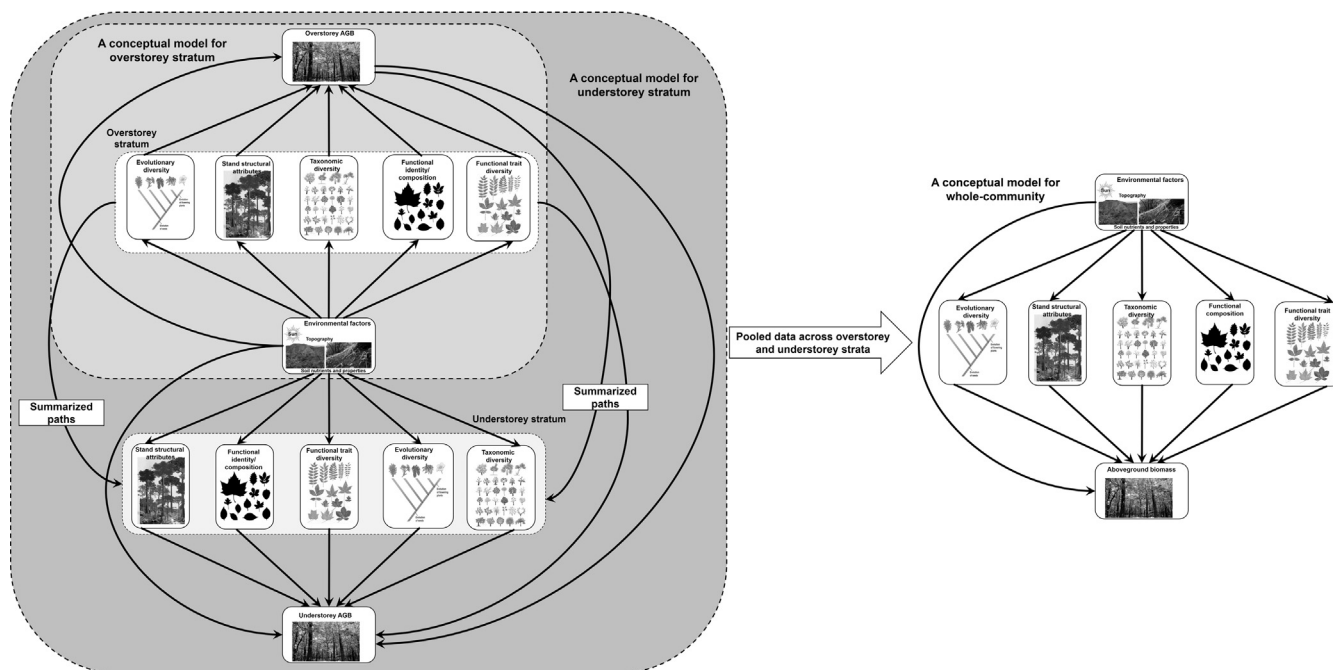 Overstorey AGB
A conceptual model for
overstorey stratum
A conceptual model for
understorey stratum
Overstorey
stratum
Evolutionary
diversity
Stand structural
attributes
Taxonomic
diversity
Functional
identity/
composition
Functional trait
diversity
Environmental factors
Sun
Topography
Soil nutrients and properties
Summarized
paths
Summarized
paths
Understorey stratum
Stand structural
attributes
Functional
identity/
composition
Functional trait
diversity
Evolutionary
diversity
Taxonomic
diversity
Understorey AGB
Pooled data across overstorey
and understorey strata
A conceptual model for
whole-community
Environmental factors
Sun
Topography
Soil nutrients and properties
Evolutionary
diversity
Stand structural
attributes
Taxonomic
diversity
Functional
composition
Functional trait
diversity
Aboveground biomass